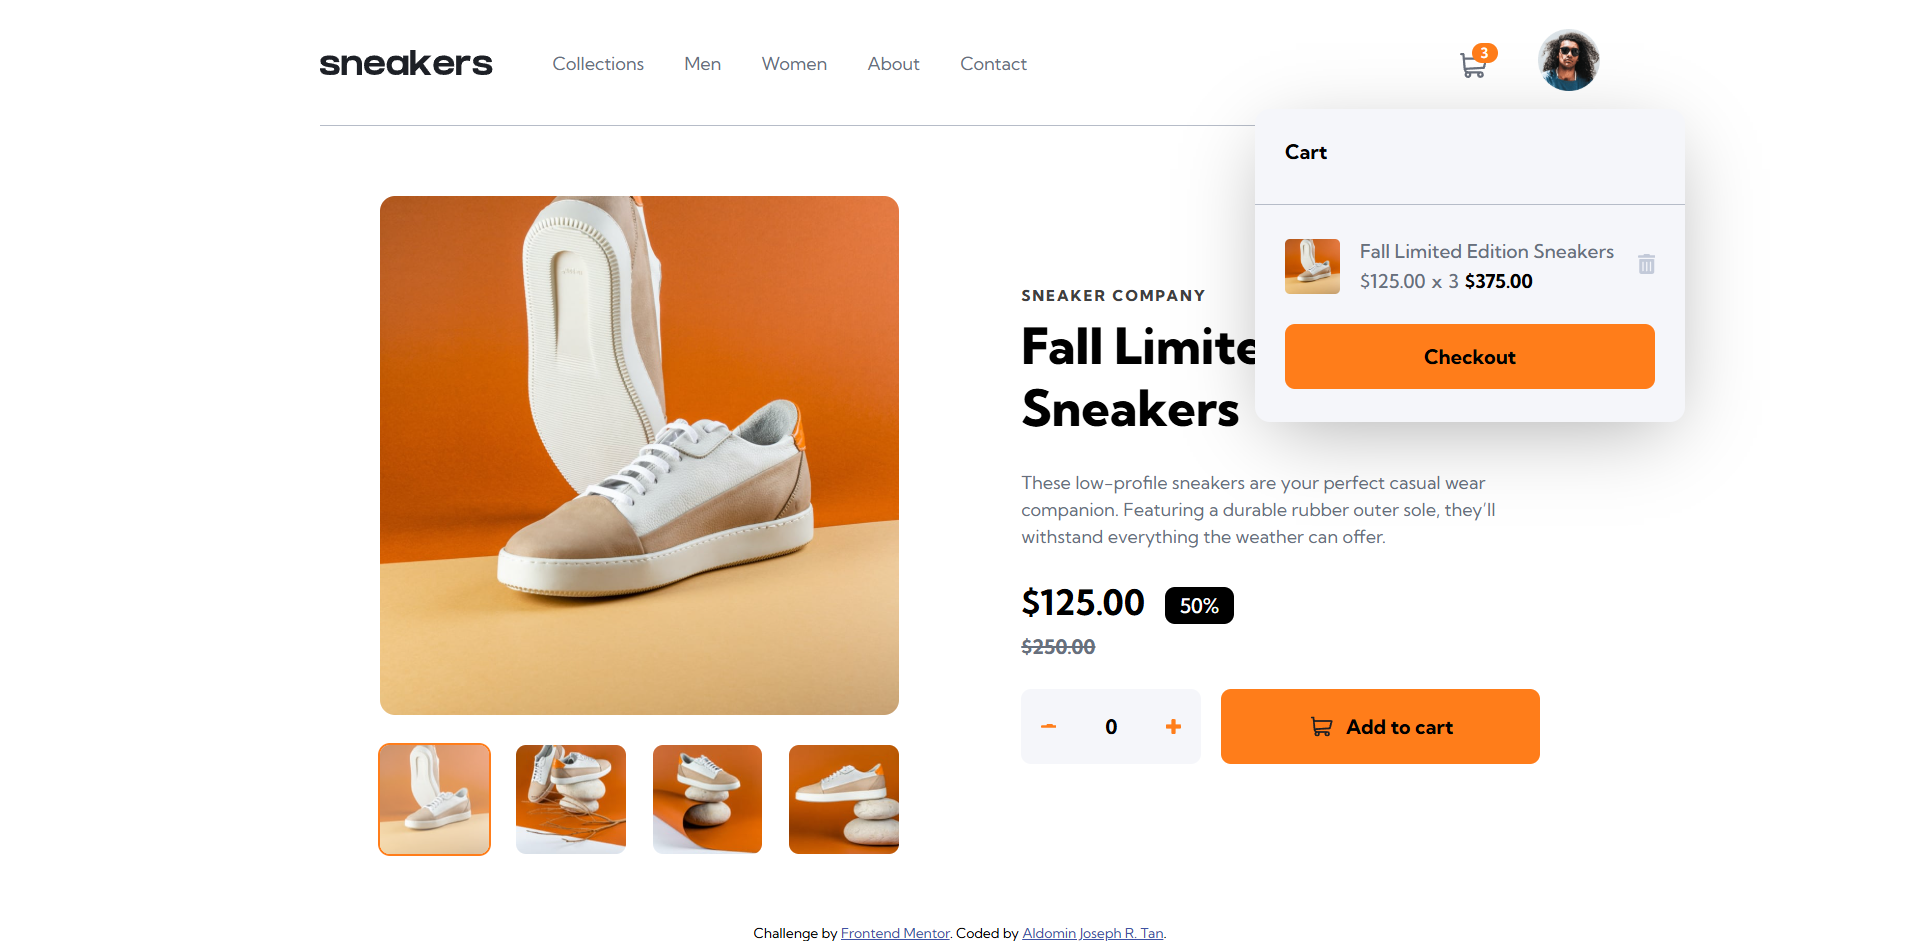 sneakers
Collections
Men
Women
About
Contact
3
Cart
Fall Limited Edition Sneakers
$125.00 x 3 $375.00
Checkout
SNEAKER COMPANY
Fall Limite
Sneakers
These low-profile sneakers are your perfect casual wear
companion. Featuring a durable rubber outer sole, they’ll
withstand everything the weather can offer.
$125.00
50%
$250.00
0
Add to cart
Challenge by Frontend Mentor. Coded by Aldomin Joseph R. Tan.